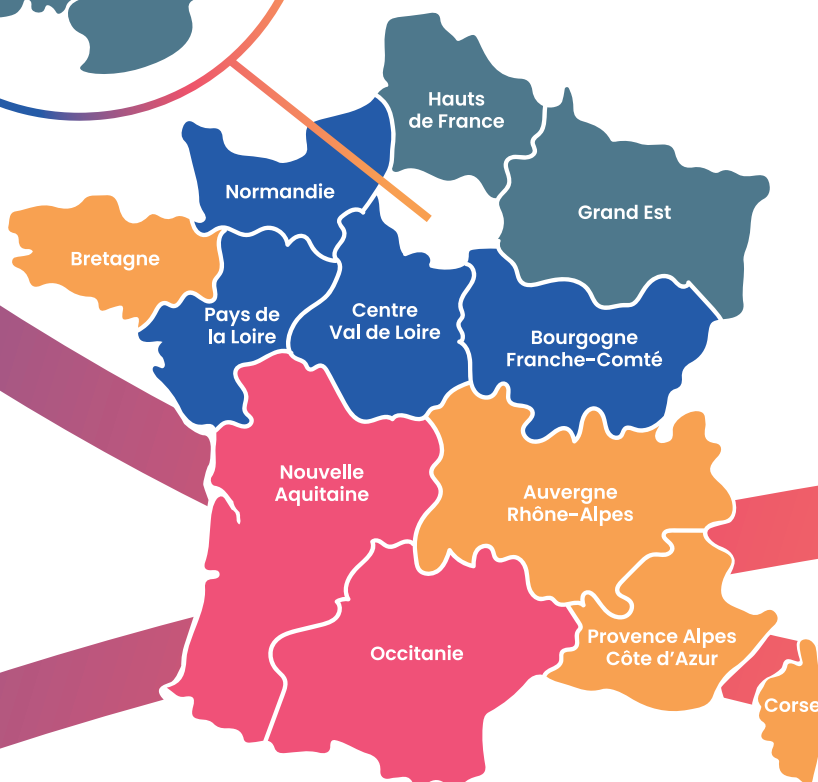 Hauts
de France
Normandie
Grand Est
Bretagne
Pays de
la Loire
Centre
Val de Loire
Bourgogne
Franche-Comté
Nouvelle
Aquitaine
Auvergne
Rhône-Alpes
Occitanie
Provence Alpes
Côte d'Azur
Corse